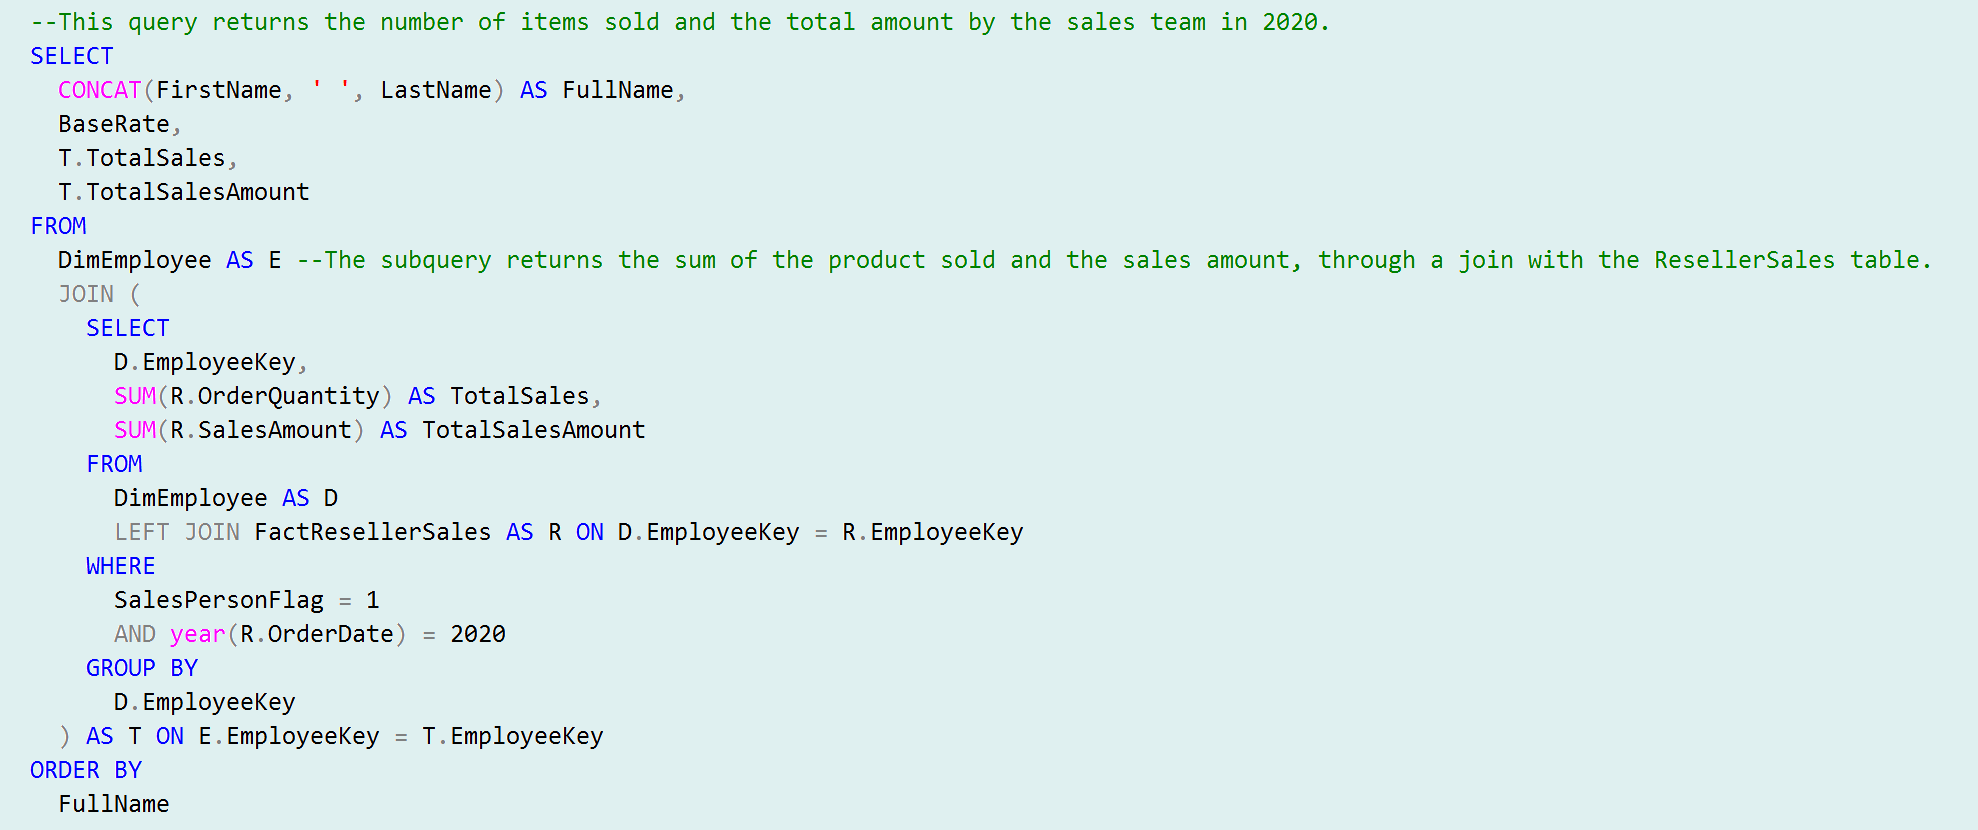 --This query returns the number of items sold and the total amount by the sales team in 2020.
SELECT
  CONCAT(FirstName, ' ', LastName) AS FullName,
  BaseRate,
  T.TotalSales,
  T.TotalSalesAmount
FROM
  DimEmployee AS E --The subquery returns the sum of the product sold and the sales amount, through a join with the ResellerSales table.
  JOIN (
    SELECT
      D.EmployeeKey,
      SUM(R.OrderQuantity) AS TotalSales,
      SUM(R.SalesAmount) AS TotalSalesAmount
    FROM
      DimEmployee AS D
      LEFT JOIN FactResellerSales AS R ON D.EmployeeKey = R.EmployeeKey
    WHERE
      SalesPersonFlag = 1
      AND year(R.OrderDate) = 2020
    GROUP BY
      D.EmployeeKey
  ) AS T ON E.EmployeeKey = T.EmployeeKey
ORDER BY
  FullName